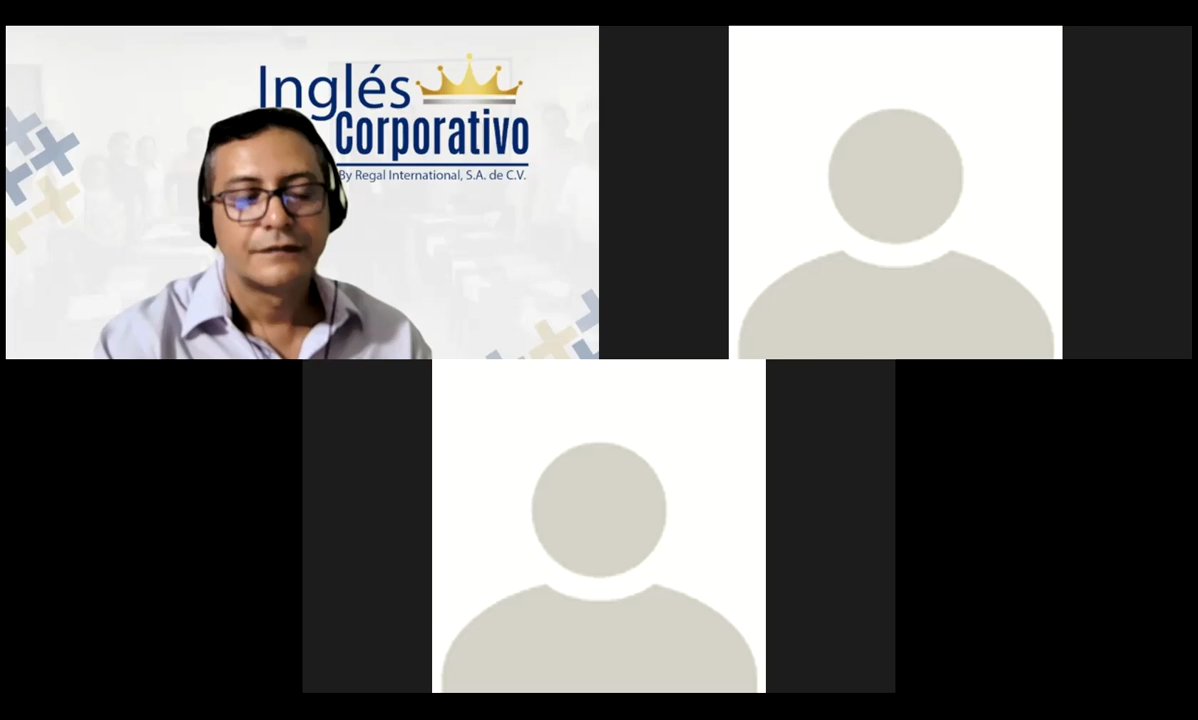 Inglés
Corporativo
By Regal International, S.A. de C.V.